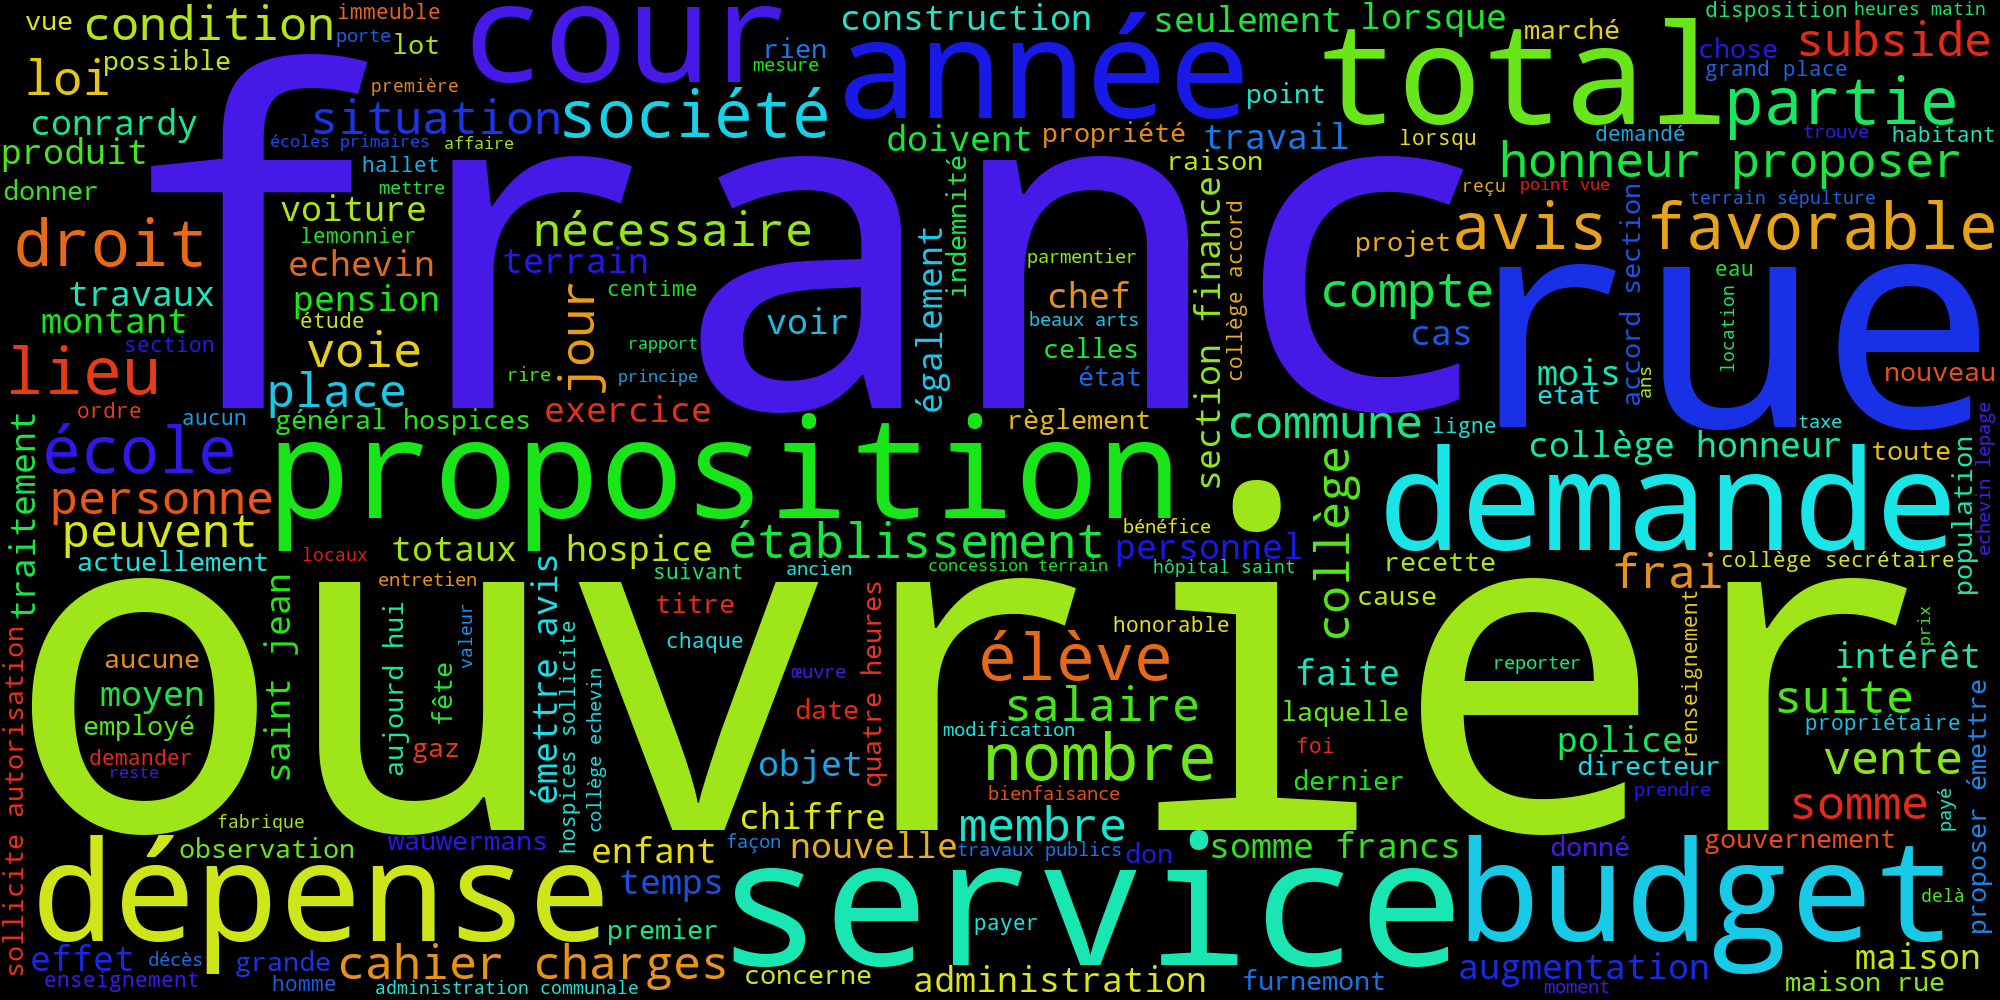 vue
condition
immeuble
porte
lot
possible
loi
première
cour
rien
mesure
construction
année
seulement
lorsque
marché
total
disposition
heures matin
chose
subside
grand place
partie
conrardy
situation
société
point
produit
écoles primaires
affaire
hallet
mettre
doivent
propriété
travail
raison
lorsqu
demandé
trouve
habitant
honneur
proposer
donner
franc
reçu
point vue
terrain sépulture
droit
voiture
lemonnier
echevin
nécessaire
terrain
également
indemnité
parmentier
section finance
collège accord
projet
avis
accord section
favorable
travaux
montant
section
pension
étude
voie
jour
centime
rapport
voir
chef
beaux arts
celles
état
compte
cas
rue
eau
location
lieu
ordre
place
aucun
rire
principe
exercice
général hospices
règlement
commune
mois
etat
ans
nouveau
ligne
taxe
école
personne
peuvent
actuellement
traitement
proposition
collège
collège honneur
toute
demande
population
echevin lepage
locaux
totaux
hospice
établissement
bénéfice
personnel
entretien
suivant
ancien
concession terrain
hôpital saint
recette
frai
collège secrétaire
ouvrier
saint jean
aujourd hui
valeur
émettre avis
hospices sollicite
collège echevin
titre
chaque
œuvre
quatre heures
honorable
cause
renseignement
prix
aucune
moyen
employé
demander
reste
fête
gaz
date
objet
élève
salaire
modification
nombre
bienfaisance
faite
laquelle
foi
dernier
reporter
police
directeur
prendre
intérêt
suite
propriétaire
vente
somme
payé
proposer émettre
sollicite autorisation
fabrique
observation
wauwermans
chiffre
membre
enfant
façon
nouvelle
travaux publics
don
somme francs
donné
gouvernement
dépense
temps
service
budget
delà
premier
payer
effet
décès
enseignement
grande
homme
cahier charges
administration communale
concerne
administration
furnemont
augmentation
moment
maison
maison rue